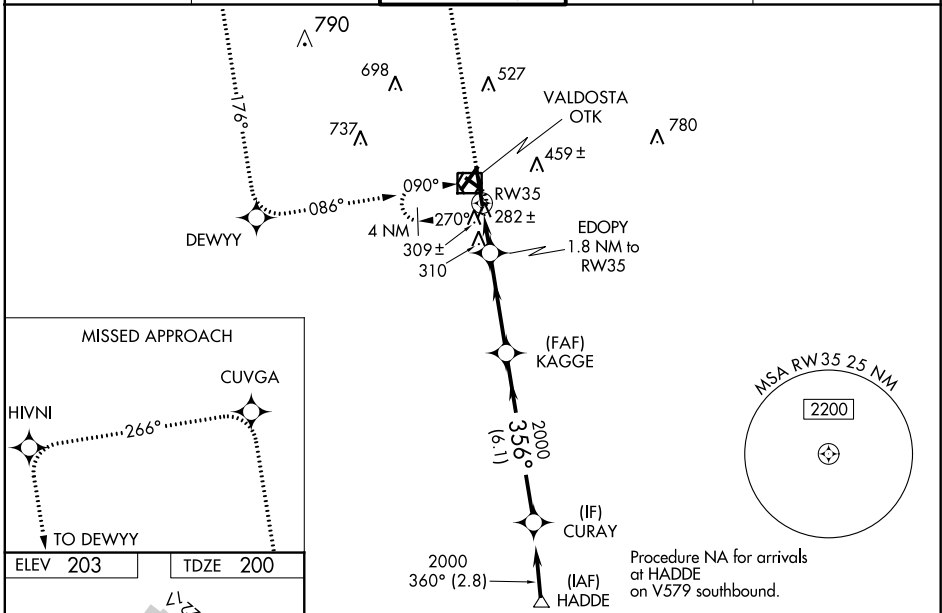 790
698
527
VALDOSTA
OTK
737
780
459 ±
176°
090°
RW35
086°
270°
282 ±
DEWYY
4 NM
309 ±
310
EDOPY
1.8 NM to
RW35
MISSED APPROACH
(FAF)
KAGGE
CUVGA
MSA RW35 25 NM
2200
HIVNI
266°
2000
356°
(6.1)
(IF)
CURAY
TO DEWYY
ELEV 203
TDZE 200
2000
360° (2.8)
(IAF)
HADDE
Procedure NA for arrivals
at HADDE
on V579 southbound.